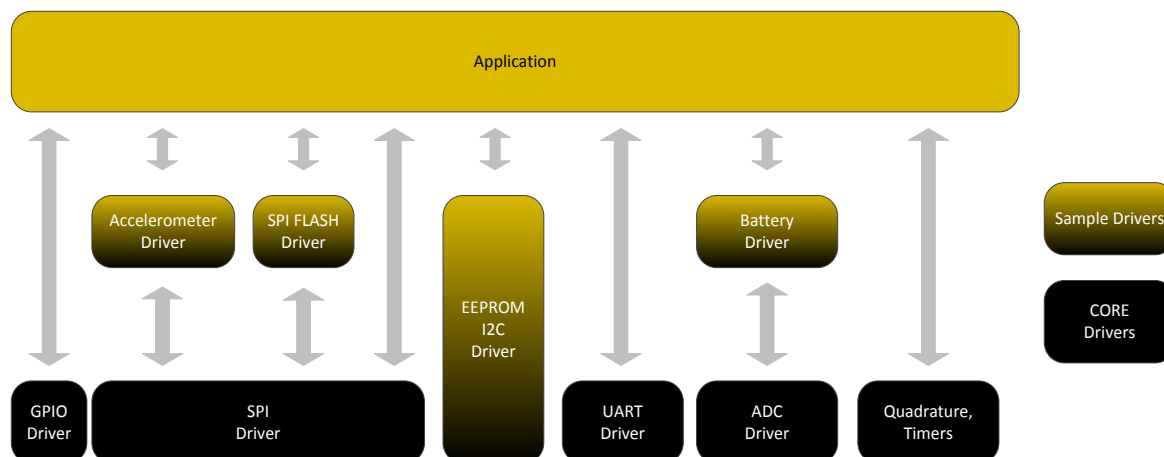 Application
Accelerometer
Driver
SPI FLASH
Driver
EEPROM
I2C
Driver
Battery
Driver
Sample Drivers
CORE
Drivers
GPIO
Driver
SPI
Driver
UART
Driver
ADC
Driver
Quadrature,
Timers